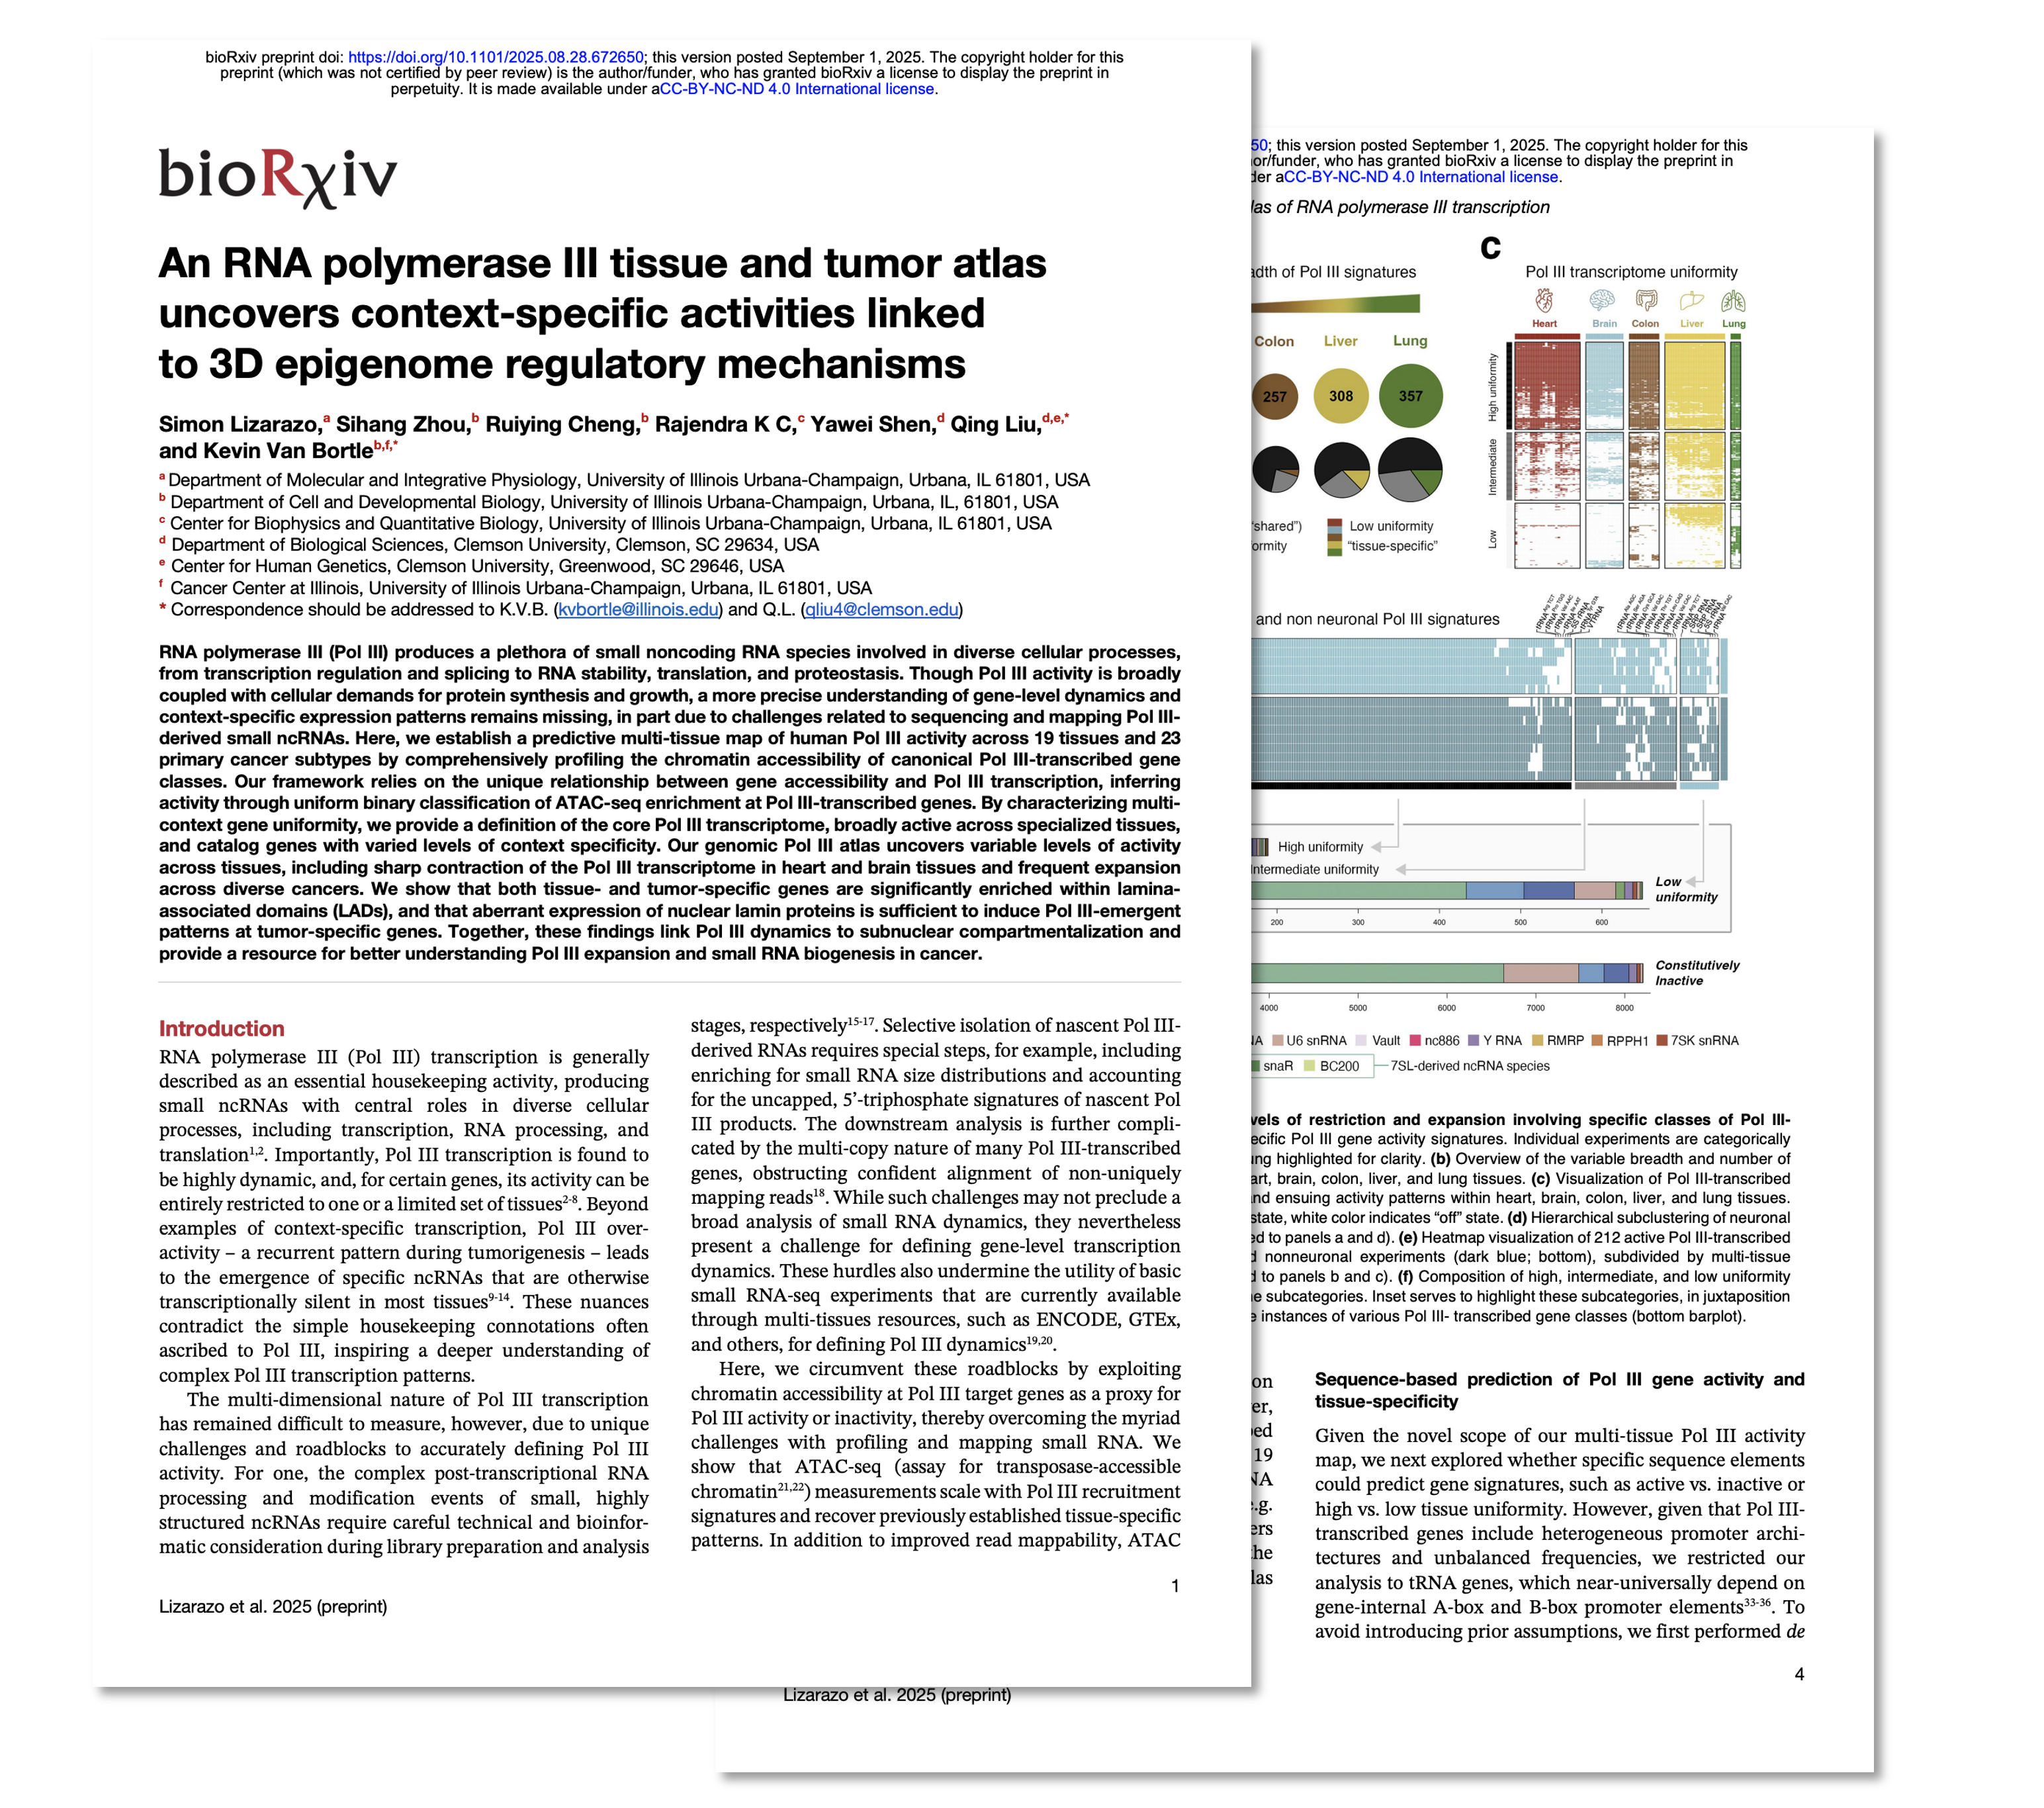 bioRxiv preprint doi: https://doi.org/10.1101/2025.08.28.672650; this version posted September 1, 2025. The copyright holder for this
preprint (which was not certified by peer review) is the author/funder, who has granted bioRxiv a license to display the preprint in
perpetuity. It is made available under aCC-BY-NC-ND 4.0 International license.
bioRχiv
An RNA polymerase III tissue and tumor atlas
uncovers context-specific activities linked
to 3D epigenome regulatory mechanisms
Simon Lizarazo,a Sihang Zhou,b Ruiying Cheng,b Rajendra K C,c Yawei Shen,d Qing Liu,d,e,*
and Kevin Van Bortleb,f,*
a Department of Molecular and Integrative Physiology, University of Illinois Urbana-Champaign, Urbana, IL 61801, USA
b Department of Cell and Developmental Biology, University of Illinois Urbana-Champaign, Urbana, IL, 61801, USA
c Center for Biophysics and Quantitative Biology, University of Illinois Urbana-Champaign, Urbana, IL 61801, USA
d Department of Biological Sciences, Clemson University, Clemson, SC 29634, USA
e Center for Human Genetics, Clemson University, Greenwood, SC 29646, USA
f Cancer Center at Illinois, University of Illinois Urbana-Champaign, Urbana, IL 61801, USA
* Correspondence should be addressed to K.V.B. (kvbortle@illinois.edu) and Q.L. (qliu4@clemson.edu)
RNA polymerase III (Pol III) produces a plethora of small noncoding RNA species involved in diverse cellular processes,
from transcription regulation and splicing to RNA stability, translation, and proteostasis. Though Pol III activity is broadly
coupled with cellular demands for protein synthesis and growth, a more precise understanding of gene-level dynamics and
context-specific expression patterns remains missing, in part due to challenges related to sequencing and mapping Pol III-
derived small ncRNAs. Here, we establish a predictive multi-tissue map of human Pol III activity across 19 tissues and 23
primary cancer subtypes by comprehensively profiling the chromatin accessibility of canonical Pol III-transcribed gene
classes. Our framework relies on the unique relationship between gene accessibility and Pol III transcription, inferring
activity through uniform binary classification of ATAC-seq enrichment at Pol III-transcribed genes. By characterizing multi-
context gene uniformity, we provide a definition of the core Pol III transcriptome, broadly active across specialized tissues,
and catalog genes with varied levels of context specificity. Our genomic Pol III atlas uncovers variable levels of activity
across tissues, including sharp contraction of the Pol III transcriptome in heart and brain tissues and frequent expansion
across diverse cancers. We show that both tissue- and tumor-specific genes are significantly enriched within lamina-
associated domains (LADs), and that aberrant expression of nuclear lamin proteins is sufficient to induce Pol III-emergent
patterns at tumor-specific genes. Together, these findings link Pol III dynamics to subnuclear compartmentalization and
provide a resource for better understanding Pol III expansion and small RNA biogenesis in cancer.
Introduction
RNA polymerase III (Pol III) transcription is generally
described as an essential housekeeping activity, producing
small ncRNAs with central roles in diverse cellular
processes, including transcription, RNA processing, and
translation1,2. Importantly, Pol III transcription is found to
be highly dynamic, and, for certain genes, its activity can be
entirely restricted to one or a limited set of tissues2-8. Beyond
examples of context-specific transcription, Pol III over-
activity – a recurrent pattern during tumorigenesis – leads
to the emergence of specific ncRNAs that are otherwise
transcriptionally silent in most tissues9-14. These nuances
contradict the simple housekeeping connotations often
ascribed to Pol III, inspiring a deeper understanding of
complex Pol III transcription patterns.
The multi-dimensional nature of Pol III transcription
has remained difficult to measure, however, due to unique
challenges and roadblocks to accurately defining Pol III
activity. For one, the complex post-transcriptional RNA
processing and modification events of small, highly
structured ncRNAs require careful technical and bioinfor-
matic consideration during library preparation and analysis
stages, respectively15-17. Selective isolation of nascent Pol III-
derived RNAs requires special steps, for example, including
enriching for small RNA size distributions and accounting
for the uncapped, 5’-triphosphate signatures of nascent Pol
III products. The downstream analysis is further compli-
cated by the multi-copy nature of many Pol III-transcribed
genes, obstructing confident alignment of non-uniquely
mapping reads18. While such challenges may not preclude a
broad analysis of small RNA dynamics, they nevertheless
present a challenge for defining gene-level transcription
dynamics. These hurdles also undermine the utility of basic
small RNA-seq experiments that are currently available
through multi-tissues resources, such as ENCODE, GTEx,
and others, for defining Pol III dynamics19,20.
Here, we circumvent these roadblocks by exploiting
chromatin accessibility at Pol III target genes as a proxy for
Pol III activity or inactivity, thereby overcoming the myriad
challenges with profiling and mapping small RNA. We
show that ATAC-seq (assay for transposase-accessible
chromatin21,22) measurements scale with Pol III recruitment
signatures and recover previously established tissue-specific
patterns. In addition to improved read mappability, ATAC
1
Lizarazo et al. 2025 (preprint)
50; this version posted September 1, 2025. The copyright holder for this
or/funder, who has granted bioRxiv a license to display the preprint in
der aCC-BY-NC-ND 4.0 International license.
las of RNA polymerase III transcription
adth of Pol III signatures
Colon Liver Lung
257 308 357
shared”)
ormity
Low uniformity
“tissue-specific”
C
Pol III transcriptome uniformity
Heart Brain Colon Liver Lung
High uniformity
Intermediate
Low
and non neuronal Pol III signatures
High uniformity
Intermediate uniformity
Low
uniformity
200 300 400 500 600
Constitutively
Inactive
4000 5000 6000 7000 8000
NA U6 snRNA Vault nc886 Y RNA RMRP RPPH1 7SK snRNA
snaR BC200 7SL-derived ncRNA species
vels of restriction and expansion involving specific classes of Pol III-
ecific Pol III gene activity signatures. Individual experiments are categorically
ng highlighted for clarity. (b) Overview of the variable breadth and number of
art, brain, colon, liver, and lung tissues. (c) Visualization of Pol III-transcribed
nd ensuing activity patterns within heart, brain, colon, liver, and lung tissues.
state, white color indicates “off” state. (d) Hierarchical subclustering of neuronal
ed to panels a and d). (e) Heatmap visualization of 212 active Pol III-transcribed
d nonneuronal experiments (dark blue; bottom), subdivided by multi-tissue
d to panels b and c). (f) Composition of high, intermediate, and low uniformity
e subcategories. Inset serves to highlight these subcategories, in juxtaposition
e instances of various Pol III- transcribed gene classes (bottom barplot).
on
er,
bed
19
NA
e.g.
ers
the
las
Sequence-based prediction of Pol III gene activity and
tissue-specificity
Given the novel scope of our multi-tissue Pol III activity
map, we next explored whether specific sequence elements
could predict gene signatures, such as active vs. inactive or
high vs. low tissue uniformity. However, given that Pol III-
transcribed genes include heterogeneous promoter archi-
tectures and unbalanced frequencies, we restricted our
analysis to tRNA genes, which near-universally depend on
gene-internal A-box and B-box promoter elements33-36. To
avoid introducing prior assumptions, we first performed de
4
Lizarazo et al. 2025 (preprint)